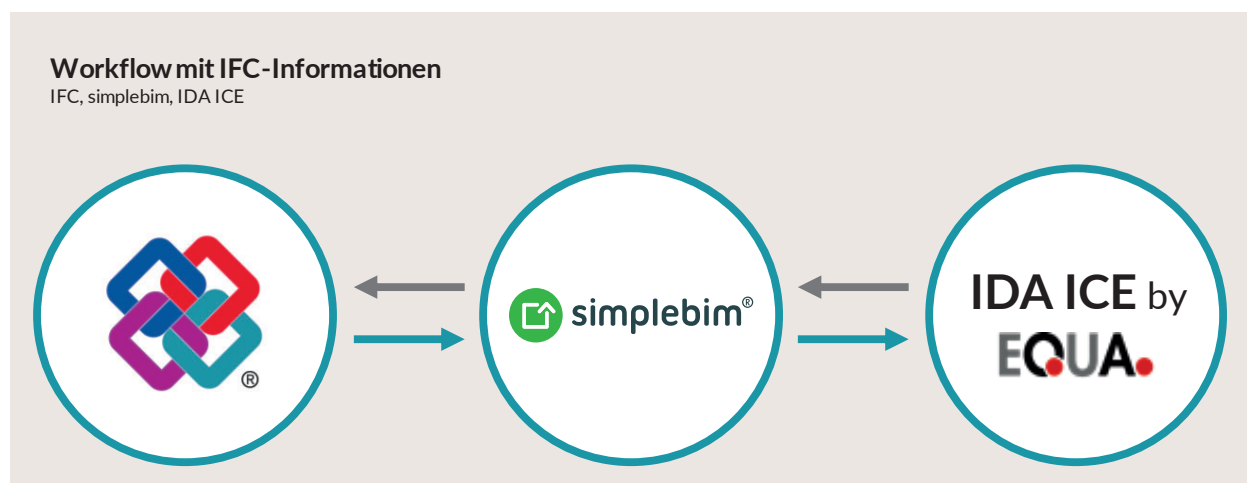 Workflow mit IFC-Informationen
IFC, simplebim, IDA ICE
®
simplebim®
IDA ICE by
EQUA.